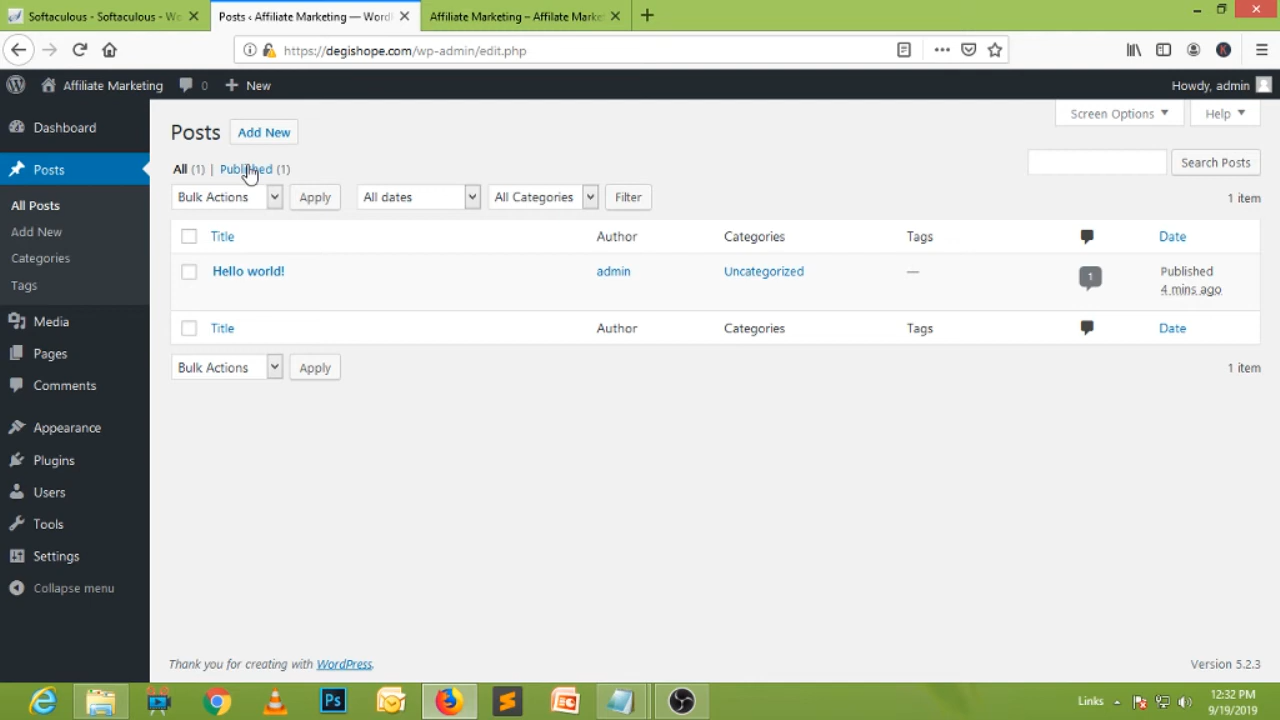 Softaculous - Softaculous - Wo
Posts ‹ Affiliate Marketing — Word
Affiliate Marketing – Affilate Marke
https://degishope.com/wp-admin/edit.php
K
Affiliate Marketing 0 New
Howdy, admin
Dashboard
Posts
All Posts
Add New
Categories
Tags
Media
Pages
Comments
Appearance
Plugins
Users
Tools
Settings
Collapse menu
Screen Options Help
Posts Add New
All (1) | Published (1)
Search Posts
Bulk Actions Apply All dates All Categories Filter 1 item
Title Author Categories Tags Date
Hello world! admin Uncategorized — 1 Published
4 mins ago
Title Author Categories Tags Date
Bulk Actions Apply 1 item
Thank you for creating with WordPress. Version 5.2.3
Ps
Links
12:32 PM
9/19/2019